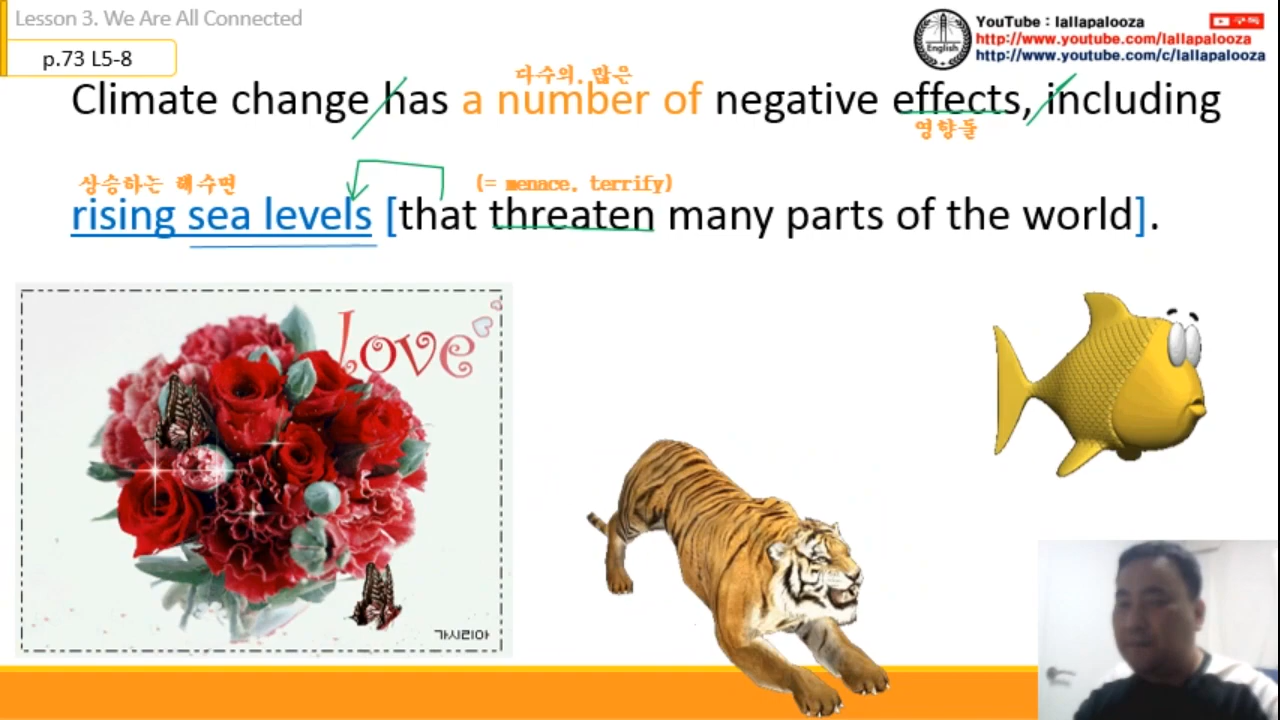 Lesson 3. We Are All Connected
YouTube : lallapalooza
구독
http://www.youtube.com/lallapalooza
http://www.youtube.com/c/lallapalooza
English
p.73 L5-8
다수의, 많은
Climate change has a number of negative effects, including
영향들
상승하는 해수면
(= menace, terrify)
rising sea levels [that threaten many parts of the world].
Love
가시리아